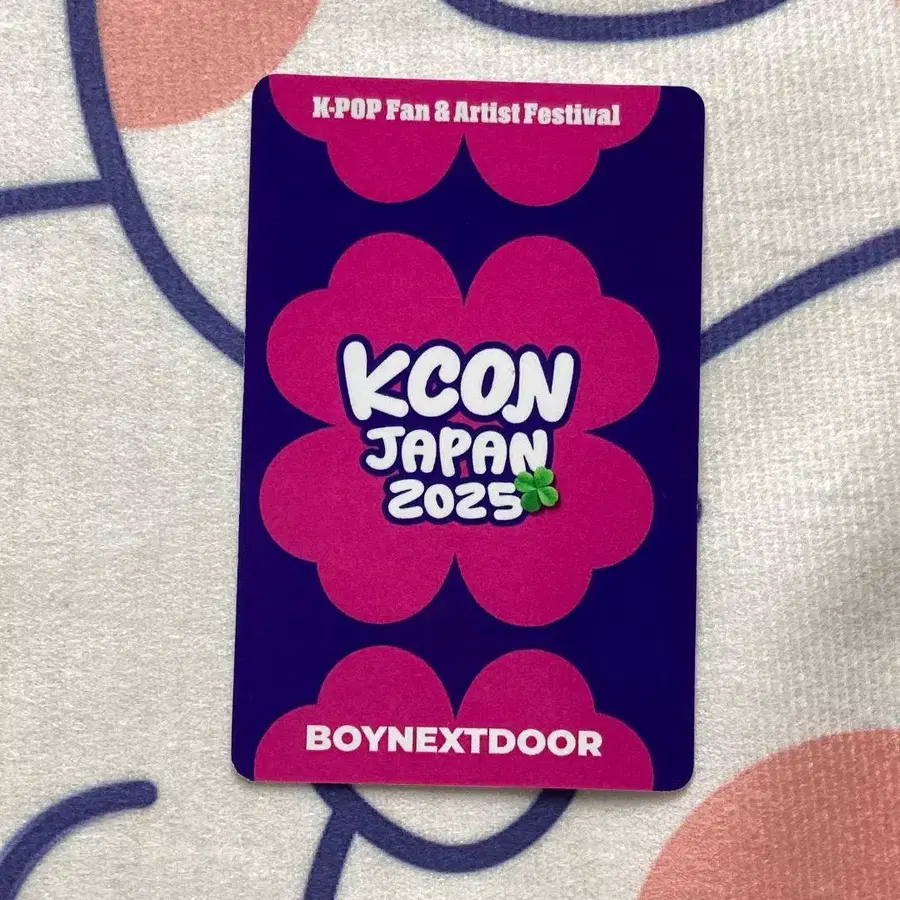 K-POP Fan & Artist Festival
KCON
JAPAN
2025
BOYNEXTDOOR